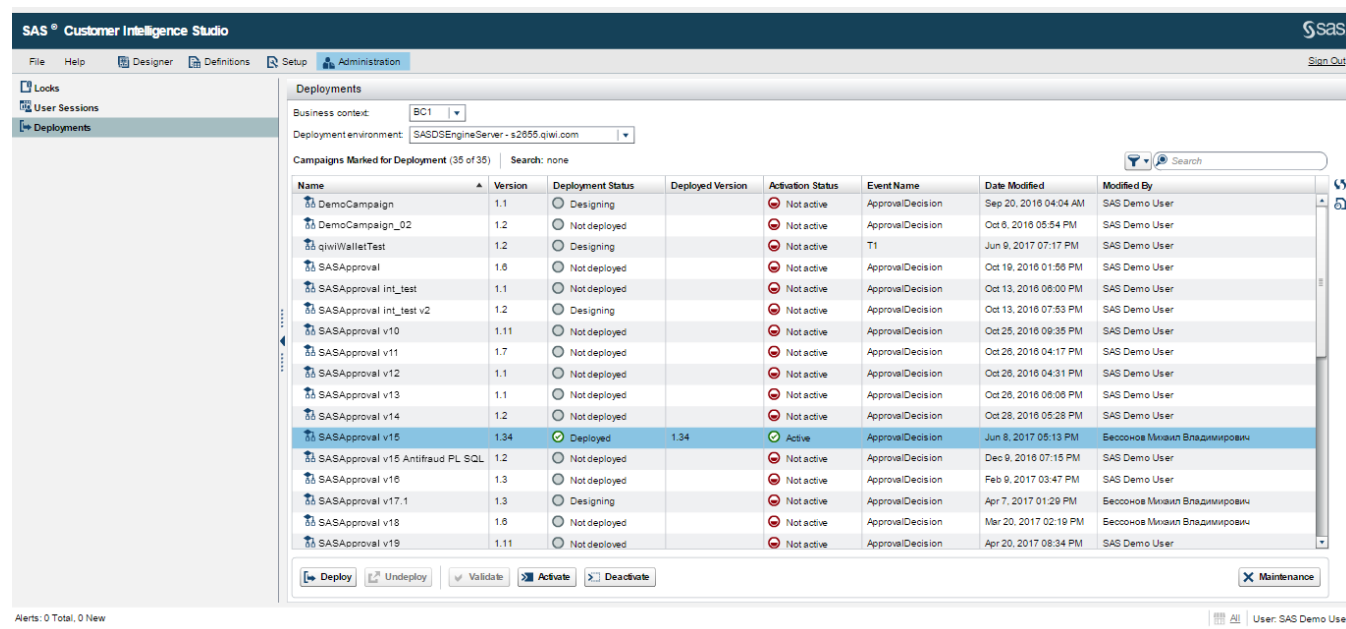 SAS ® Customer Intelligence Studio
sas
File Help Designer Definitions Setup Administration Sign Out
Locks
User Sessions
Deployments
Deployments
Business context: BC1
Deployment environment: SASDSEngineServer - s2655.qiwi.com
Campaigns Marked for Deployment (35 of 35) Search: none Search
Name Version Deployment Status Deployed Version Activation Status Event Name Date Modified Modified By
DemoCampaign 1.1 Designing Not active ApprovalDecision Sep 20, 2016 04:04 AM SAS Demo User
DemoCampaign_02 1.2 Not deployed Not active ApprovalDecision Oct 6, 2016 05:54 PM SAS Demo User
qiwiWalletTest 1.2 Designing Not active T1 Jun 9, 2017 07:17 PM SAS Demo User
SASApproval 1.6 Not deployed Not active ApprovalDecision Oct 19, 2016 01:56 PM SAS Demo User
SASApproval int_test 1.1 Not deployed Not active ApprovalDecision Oct 13, 2016 06:00 PM SAS Demo User
SASApproval int_test v2 1.2 Designing Not active ApprovalDecision Oct 13, 2016 07:53 PM SAS Demo User
SASApproval v10 1.11 Not deployed Not active ApprovalDecision Oct 25, 2016 09:35 PM SAS Demo User
SASApproval v11 1.7 Not deployed Not active ApprovalDecision Oct 26, 2016 04:17 PM SAS Demo User
SASApproval v12 1.1 Not deployed Not active ApprovalDecision Oct 26, 2016 04:31 PM SAS Demo User
SASApproval v13 1.1 Not deployed Not active ApprovalDecision Oct 26, 2016 06:06 PM SAS Demo User
SASApproval v14 1.2 Not deployed Not active ApprovalDecision Oct 28, 2016 05:28 PM SAS Demo User
SASApproval v15 1.34 Deployed 1.34 Active ApprovalDecision Jun 8, 2017 05:13 PM Бессонов Михаил Владимирович
SASApproval v15 Antifraud PL SQL 1.2 Not deployed Not active ApprovalDecision Dec 9, 2016 07:15 PM SAS Demo User
SASApproval v16 1.3 Not deployed Not active ApprovalDecision Feb 9, 2017 03:47 PM SAS Demo User
SASApproval v17.1 1.3 Designing Not active ApprovalDecision Apr 7, 2017 01:29 PM Бессонов Михаил Владимирович
SASApproval v18 1.6 Not deployed Not active ApprovalDecision Mar 20, 2017 02:19 PM Бессонов Михаил Владимирович
SASApproval v19 1.11 Not deployed Not active ApprovalDecision Apr 20, 2017 08:34 PM SAS Demo User
Deploy Undeploy Validate Activate Deactivate Maintenance
Alerts: 0 Total, 0 New All User: SAS Demo Use